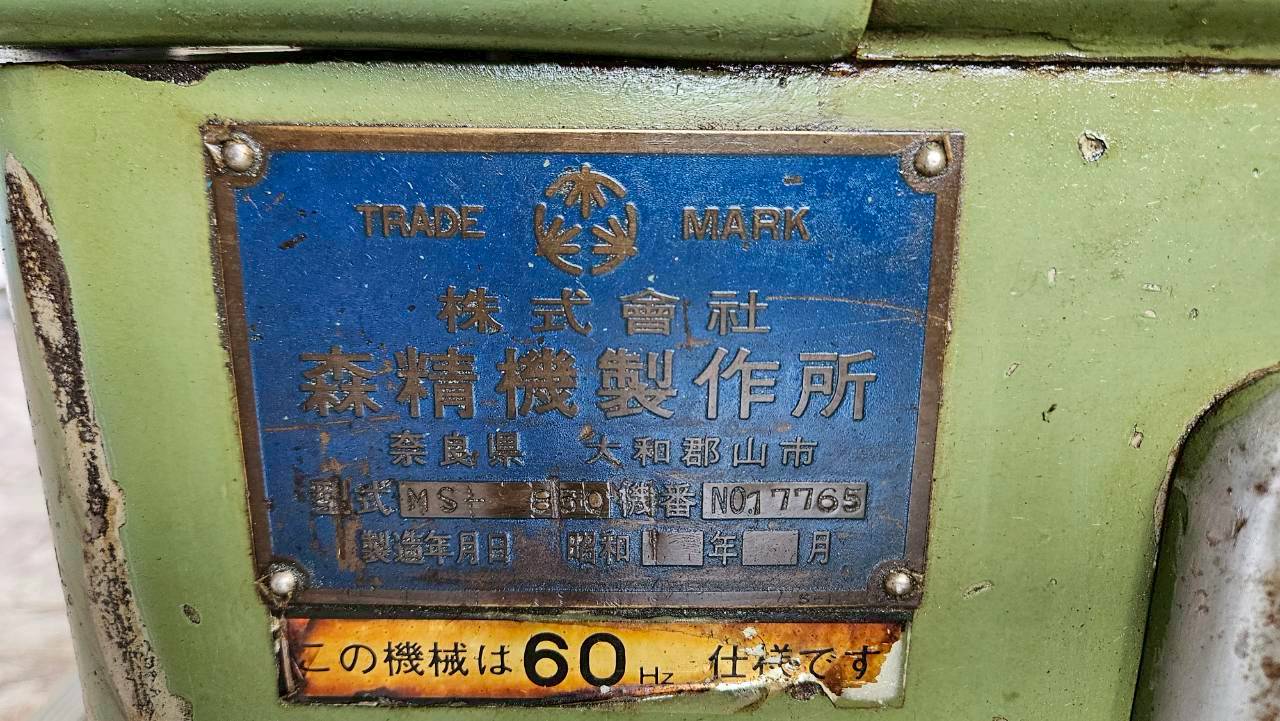 TRADE MARK
株式會社
森精機製作所
奈良県 大和郡山市
型式 MS- 850 機番 NO.17765
製造年月日 昭和 年 月
この機械は60Hz 仕様です